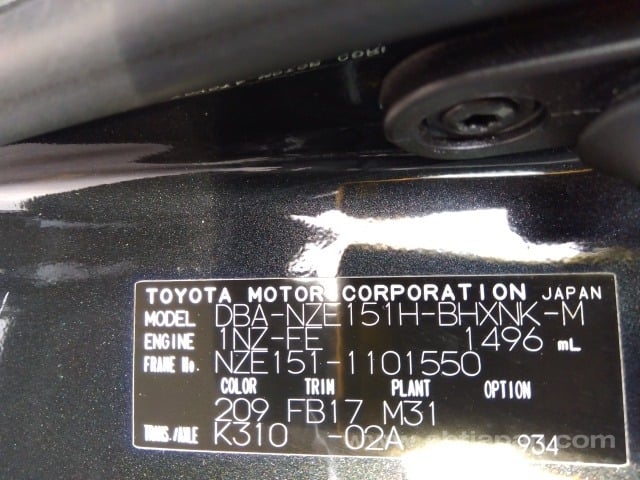 TOYOTA MOTOR CORPORATION JAPAN
MODEL DBA-NZE151H-BHXNK-M
ENGINE 1NZ-FE 1496 mL
FRAME No. NZE151-1101550
COLOR TRIM PLANT OPTION
209 FB17 M31
TRANS./AXLE K310 -02A 934